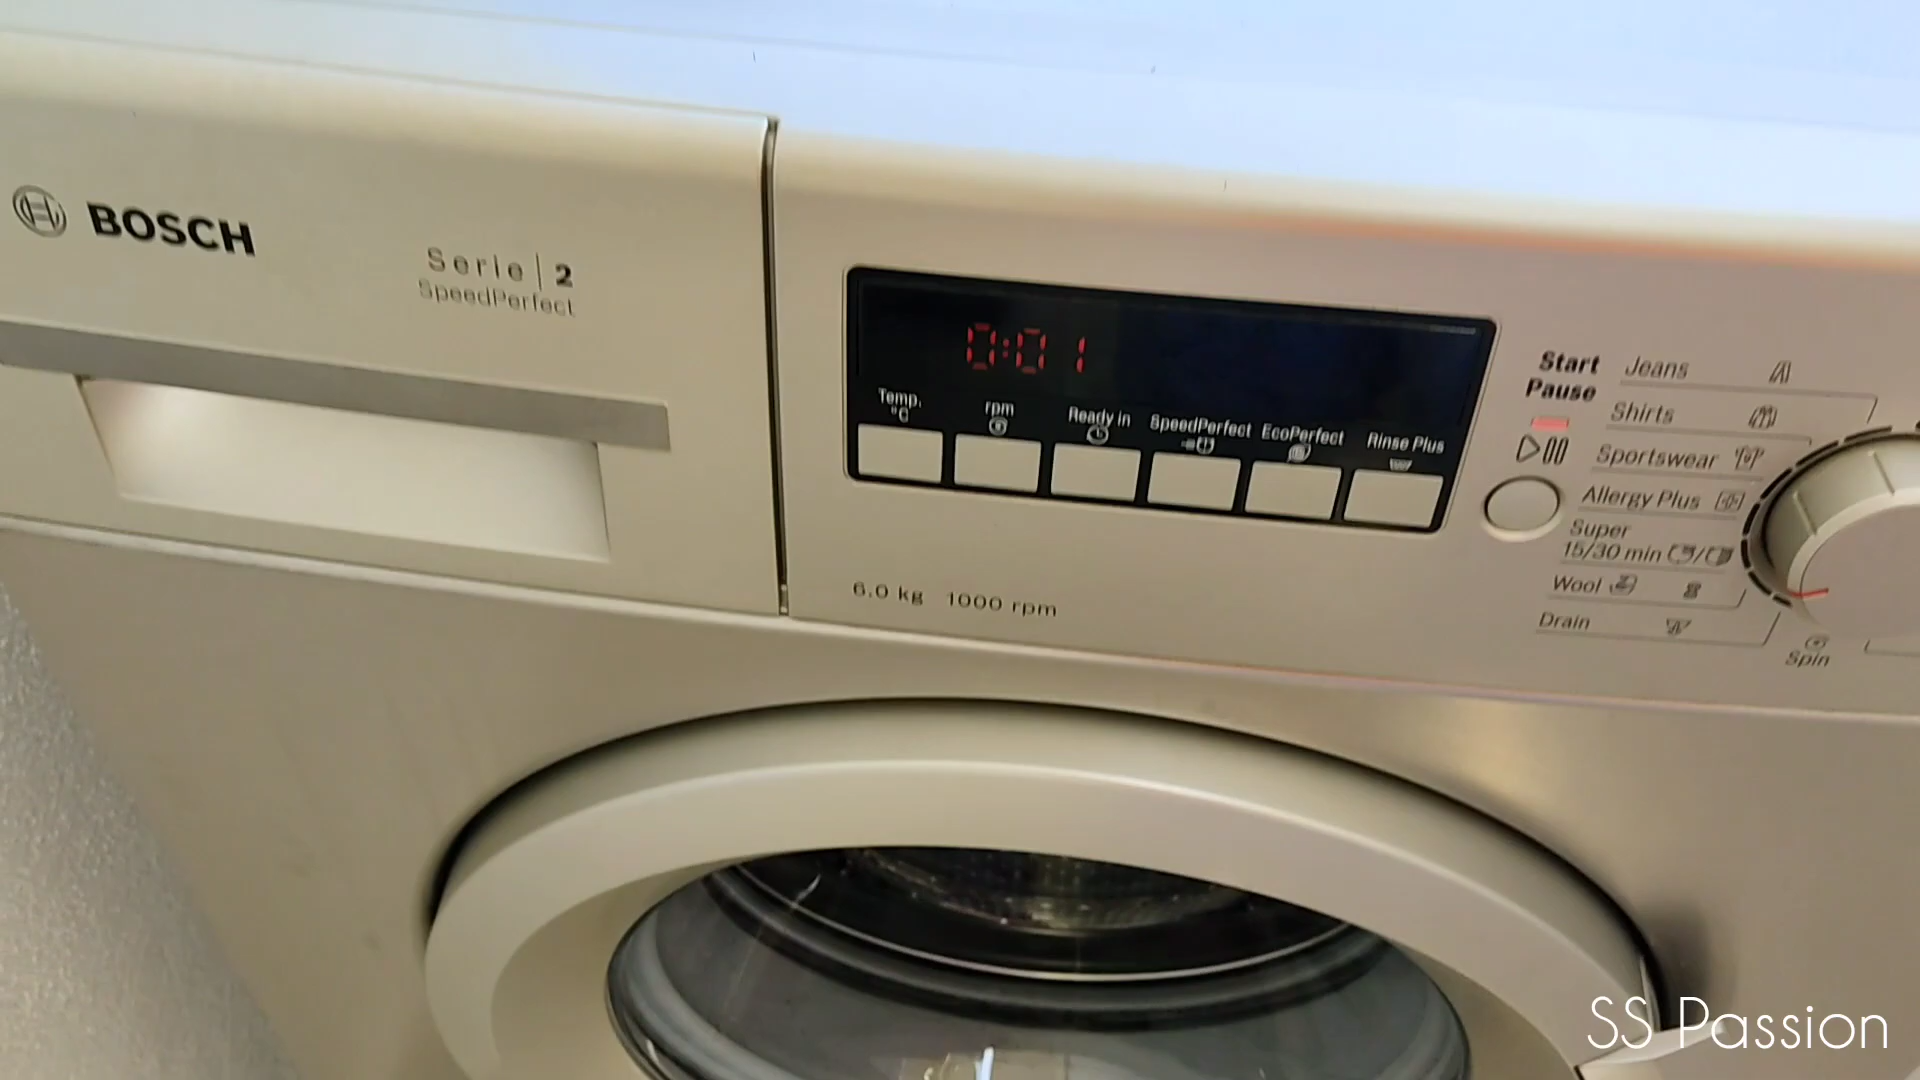 BOSCH
Serie | 2
SpeedPerfect
0:01
Temp.
°C
rpm
Ready in
SpeedPerfect
EcoPerfect
Rinse Plus
Start
Pause
Jeans
Shirts
Sportswear
Allergy Plus
Super
15/30 min
Wool
Drain
Spin
6.0 kg 1000 rpm
SS Passion